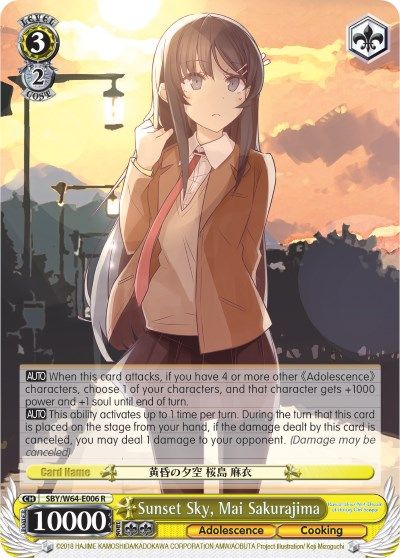 LEVEL
3
2
COST
AUTO When this card attacks, if you have 4 or more other 《Adolescence》
characters, choose 1 of your characters, and that character gets +1000
power and +1 soul until end of turn.
AUTO This ability activates up to 1 time per turn. During the turn that this card
is placed on the stage from your hand, if the damage dealt by this card is
canceled, you may deal 1 damage to your opponent. (Damage may be
canceled)
Card Name
黄昏の夕空 桜島 麻衣
CH SBY/W64-E006 R
Sunset Sky, Mai Sakurajima
POWER
10000
Adolescence
Cooking
©2018 HAJIME KAMOSHIDA/KADOKAWA CORPORATION AMW/AOBUTA Project Illustration/ Keji Mizoguchi